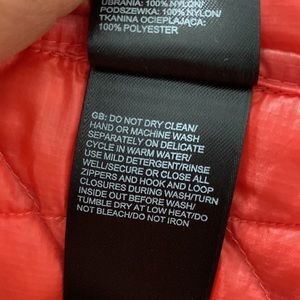 UBRANIA: 100% NYLON/
PODSZEWKA: 100% NYLON/
TKANINA OCIEPLAJĄCA:
100% POLYESTER
GB: DO NOT DRY CLEAN/
HAND OR MACHINE WASH
SEPARATELY ON DELICATE
CYCLE IN WARM WATER/
USE MILD DETERGENT/RINSE
WELL/SECURE OR CLOSE ALL
ZIPPERS AND HOOK AND LOOP
CLOSURES DURING WASH/TURN
INSIDE OUT BEFORE WASH/
TUMBLE DRY AT LOW HEAT/DO
NOT BLEACH/DO NOT IRON